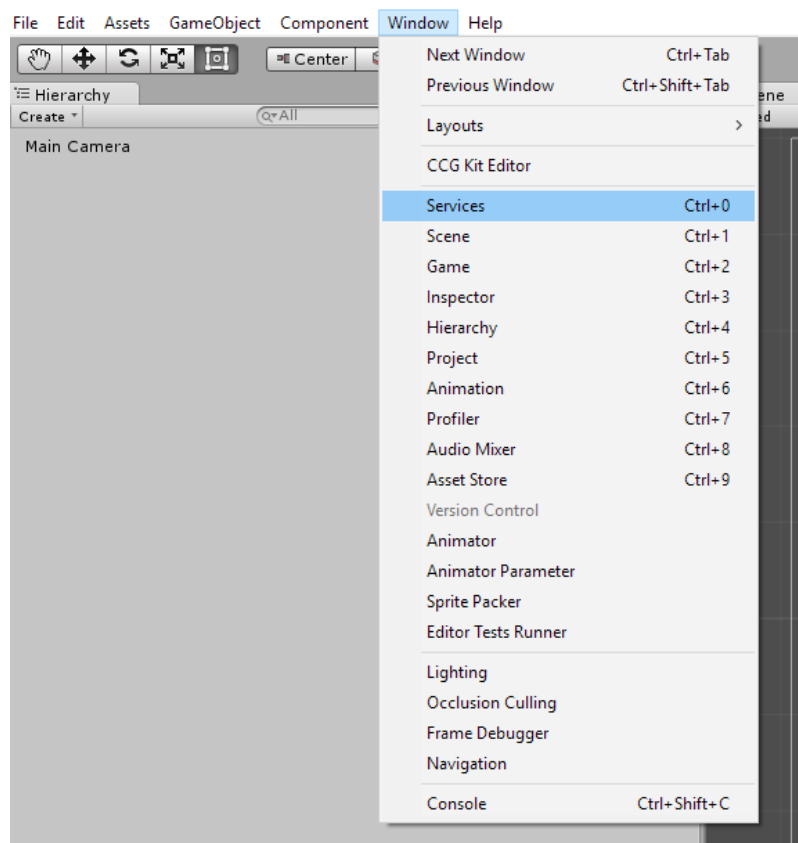 File Edit Assets GameObject Component Window Help
Center
Hierarchy
Create
All
Main Camera
Next Window Ctrl+Tab
Previous Window Ctrl+Shift+Tab
Layouts
CCG Kit Editor
Services Ctrl+0
Scene Ctrl+1
Game Ctrl+2
Inspector Ctrl+3
Hierarchy Ctrl+4
Project Ctrl+5
Animation Ctrl+6
Profiler Ctrl+7
Audio Mixer Ctrl+8
Asset Store Ctrl+9
Version Control
Animator
Animator Parameter
Sprite Packer
Editor Tests Runner
Lighting
Occlusion Culling
Frame Debugger
Navigation
Console Ctrl+Shift+C